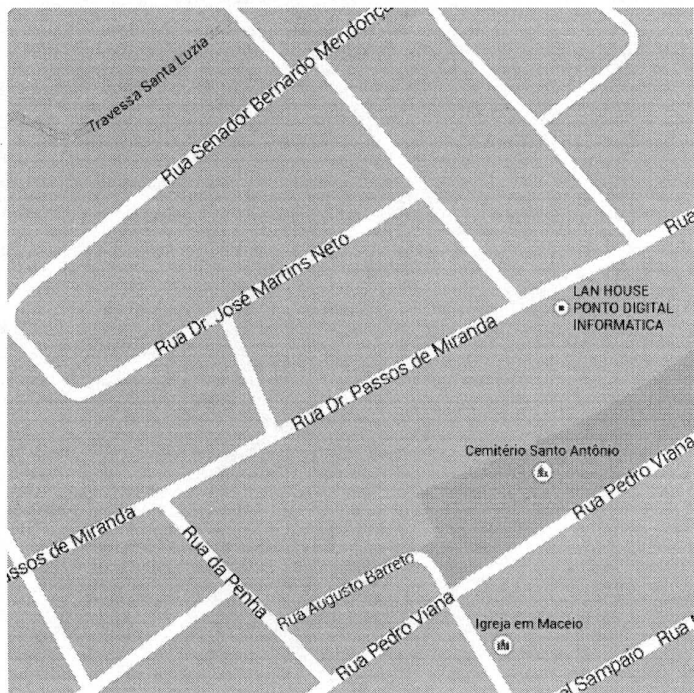 Travessa Santa Luzia
Rua Senador Bernardo Mendonça
Rua
Rua Dr. José Martins Neto
LAN HOUSE
PONTO DIGITAL
INFORMATICA
Rua Dr. Passos de Miranda
Cemitério Santo Antônio
Rua Pedro Viana
assos de Miranda
Rua da Penha
Rua Augusto Barreto
Rua Pedro Viana
Igreja em Maceio
el Sampaio
Rua